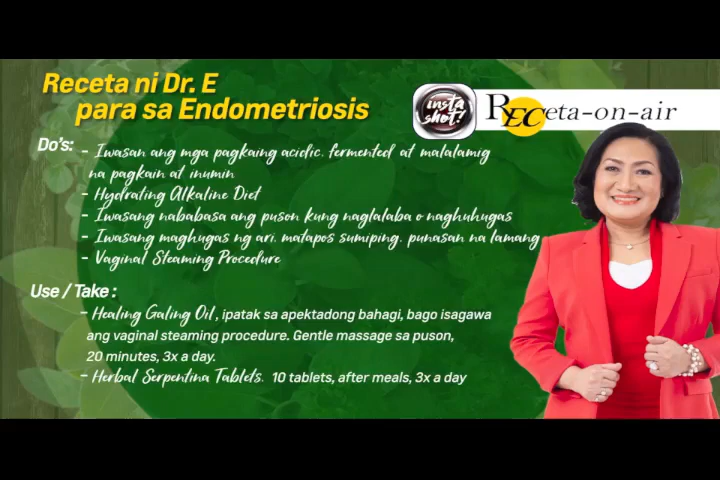 Receta ni Dr. E
para sa Endometriosis
insta
shot!
RECeta-on-air
Do's:
- Iwasan ang mga pagkaing acidic, fermented at malalamig
na pagkain at inumin
- Hydrating Alkaline Diet
- Iwasang nababasa ang puson kung naglalaba o naghuhugas
- Iwasang maghugas ng ari, matapos sumiping, punasan na lamang
- Vaginal Steaming Procedure
Use / Take :
- Healing Galing Oil, ipatak sa apektadong bahagi, bago isagawa
ang vaginal steaming procedure. Gentle massage sa puson,
20 minutes, 3x a day.
- Herbal Serpentina Tablets. 10 tablets, after meals, 3x a day